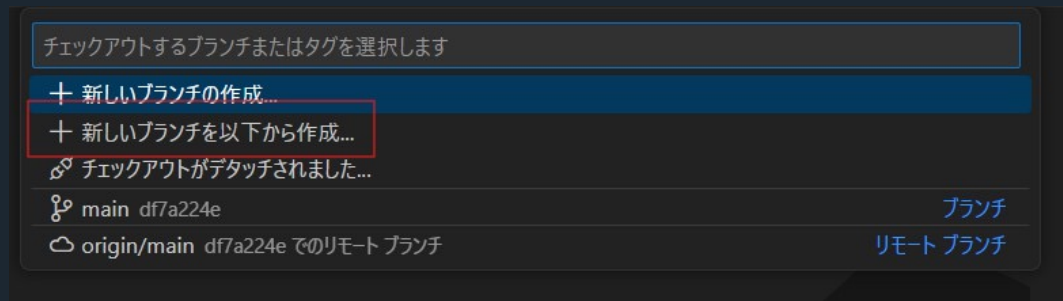 チェックアウトするブランチまたはタグを選択します
新しいブランチの作成...
新しいブランチを以下から作成...
チェックアウトがデタッチされました...
main df7a224e ブランチ
origin/main df7a224e でのリモート ブランチ リモート ブランチ